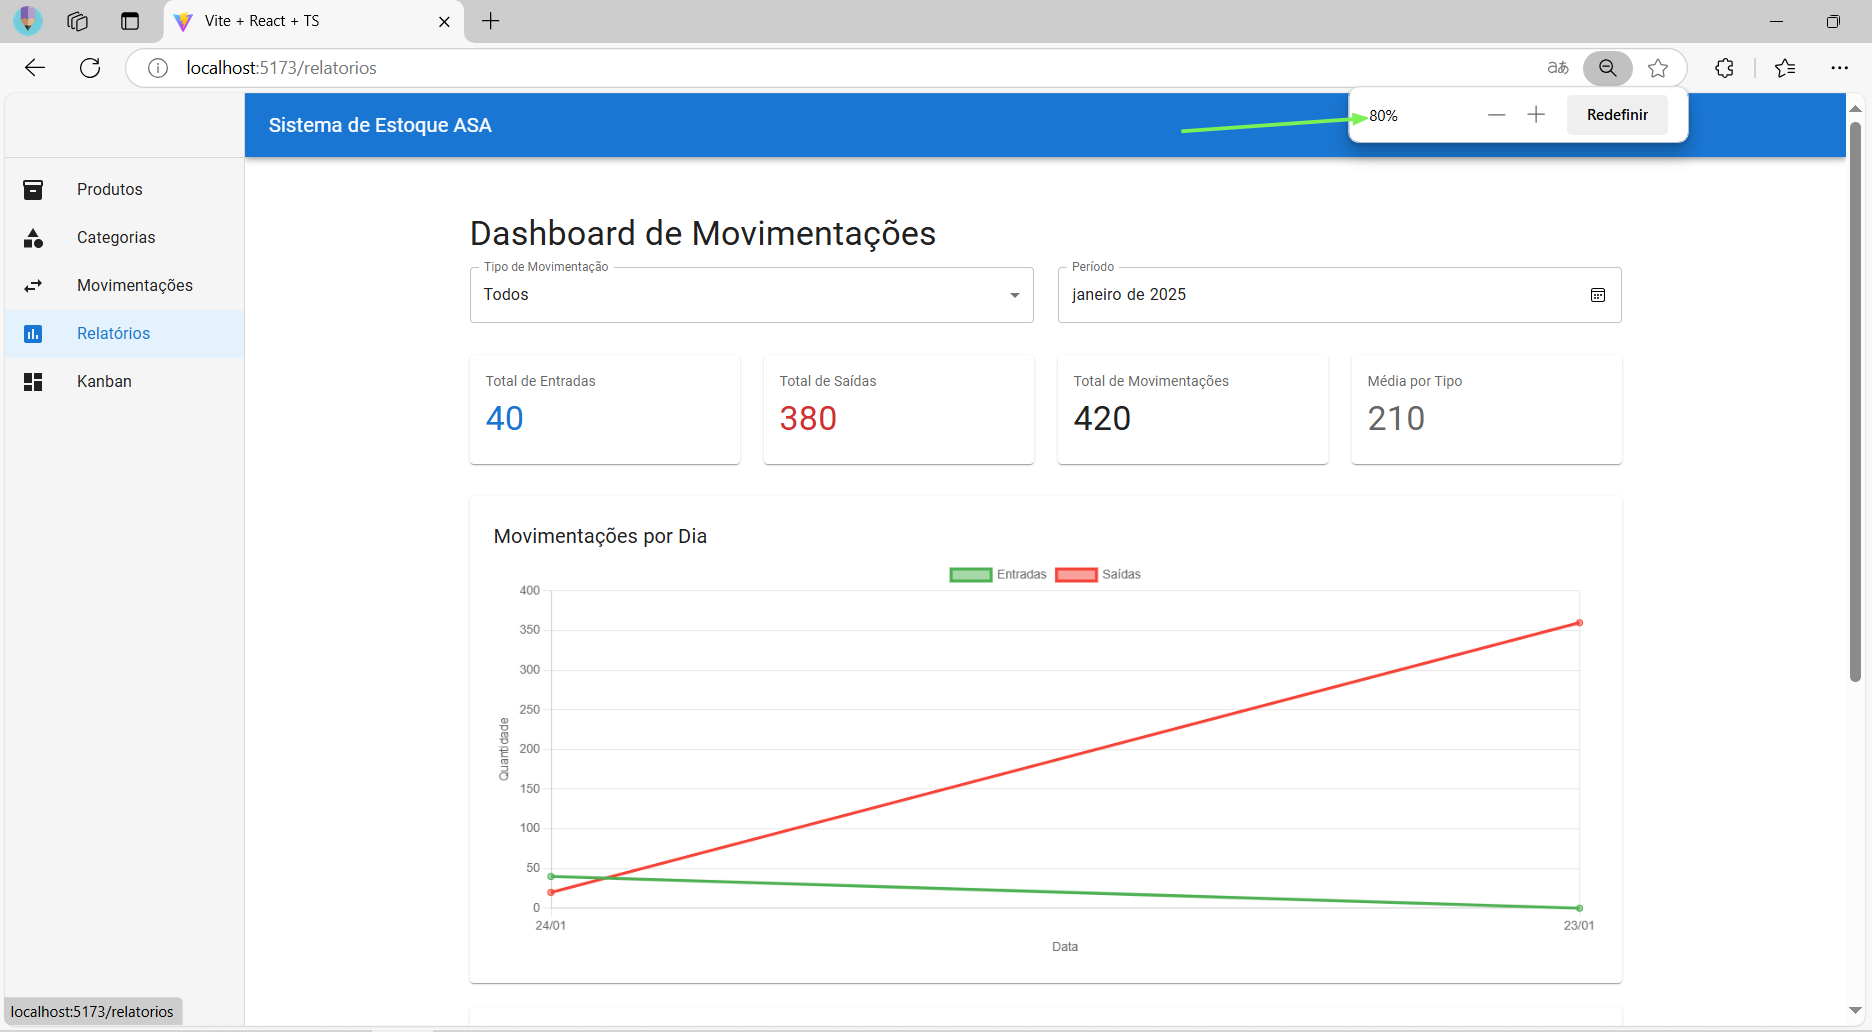 Vite + React + TS
localhost:5173/relatorios
aあ
80%
Redefinir
Sistema de Estoque ASA
Produtos
Categorias
Movimentações
Relatórios
Kanban
Dashboard de Movimentações
Tipo de Movimentação
Todos
Período
janeiro de 2025
Total de Entradas
40
Total de Saídas
380
Total de Movimentações
420
Média por Tipo
210
Movimentações por Dia
Entradas
Saídas
400
350
300
250
200
150
100
50
0
Quantidade
24/01
23/01
Data
localhost:5173/relatorios